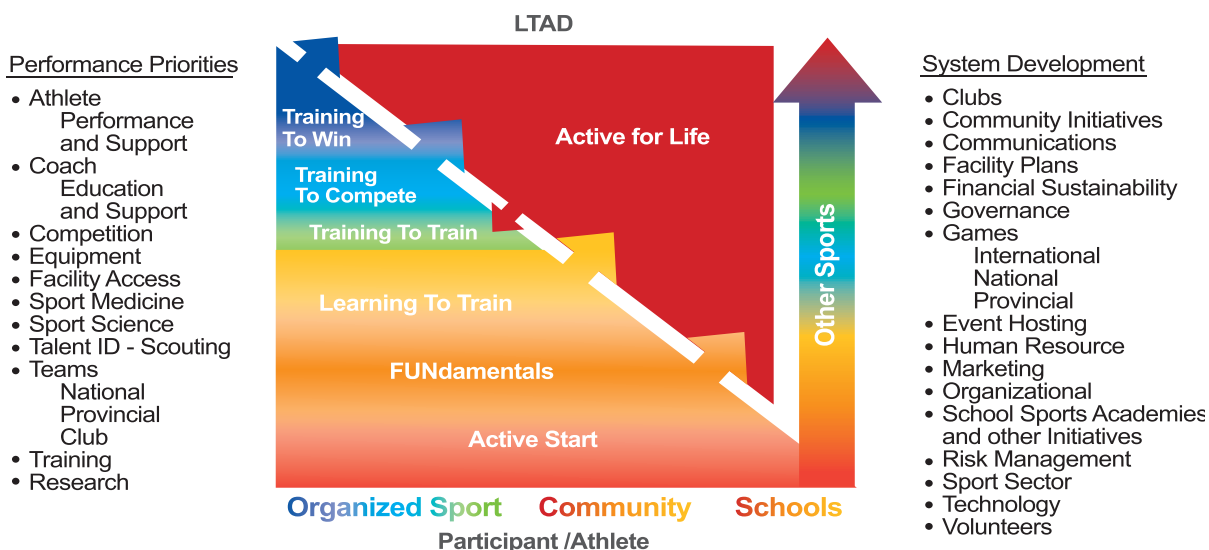 LTAD
Performance Priorities
• Athlete
Performance
and Support
• Coach
Education
and Support
• Competition
• Equipment
• Facility Access
• Sport Medicine
• Sport Science
• Talent ID - Scouting
• Teams
National
Provincial
Club
• Training
• Research
Training
To Win
Training
To Compete
Training To Train
Learning To Train
FUNdamentals
Active Start
Active for Life
Other Sports
Organized Sport
Community
Schools
Participant /Athlete
System Development
• Clubs
• Community Initiatives
• Communications
• Facility Plans
• Financial Sustainability
• Governance
• Games
International
National
Provincial
• Event Hosting
• Human Resource
• Marketing
• Organizational
• School Sports Academies
and other Initiatives
• Risk Management
• Sport Sector
• Technology
• Volunteers